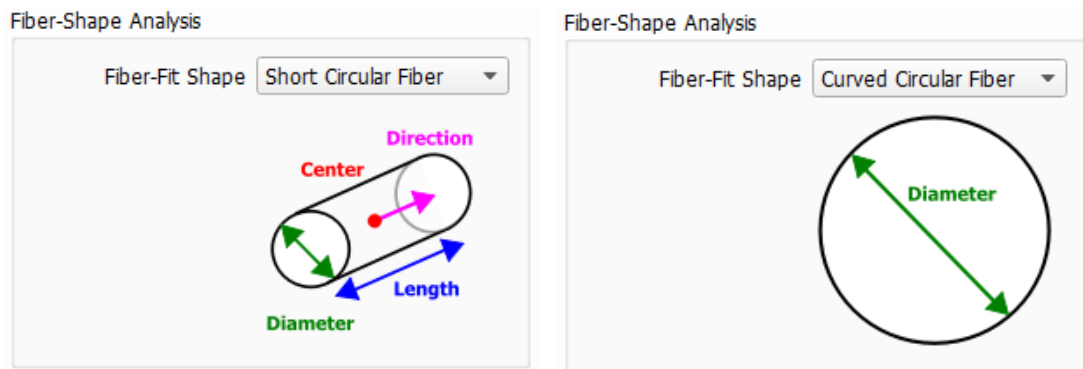 Fiber-Shape Analysis
Fiber-Fit Shape Short Circular Fiber
Direction
Center
Length
Diameter
Fiber-Shape Analysis
Fiber-Fit Shape Curved Circular Fiber
Diameter